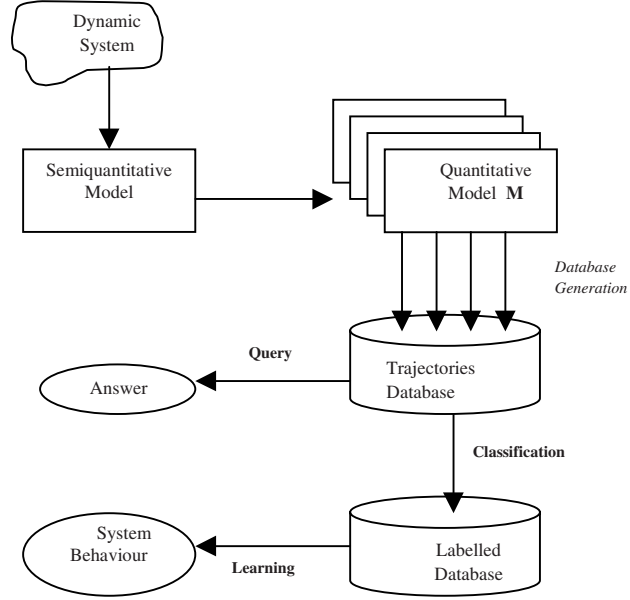 Dynamic
System
Semiquantitative
Model
Quantitative
Model M
Database
Generation
Query
Trajectories
Database
Answer
Classification
System
Behaviour
Learning
Labelled
Database